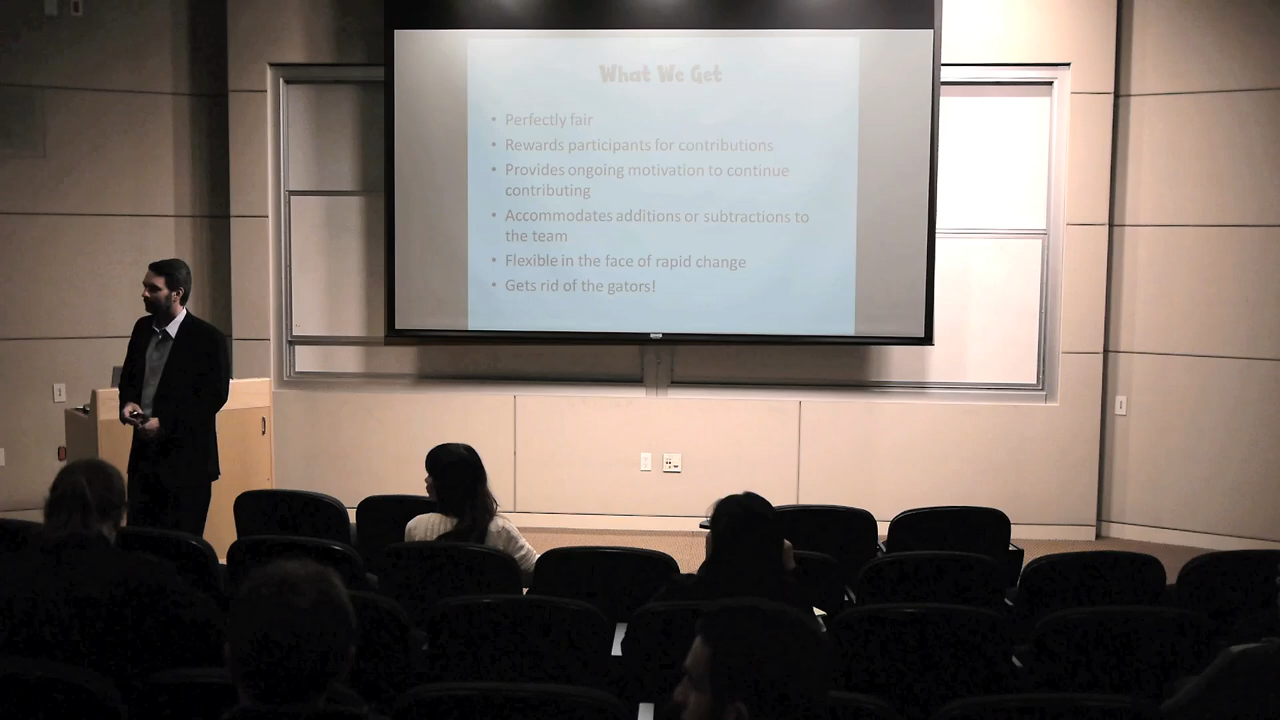 What We Get
• Perfectly fair
• Rewards participants for contributions
• Provides ongoing motivation to continue
contributing
• Accommodates additions or subtractions to
the team
• Flexible in the face of rapid change
• Gets rid of the gators!